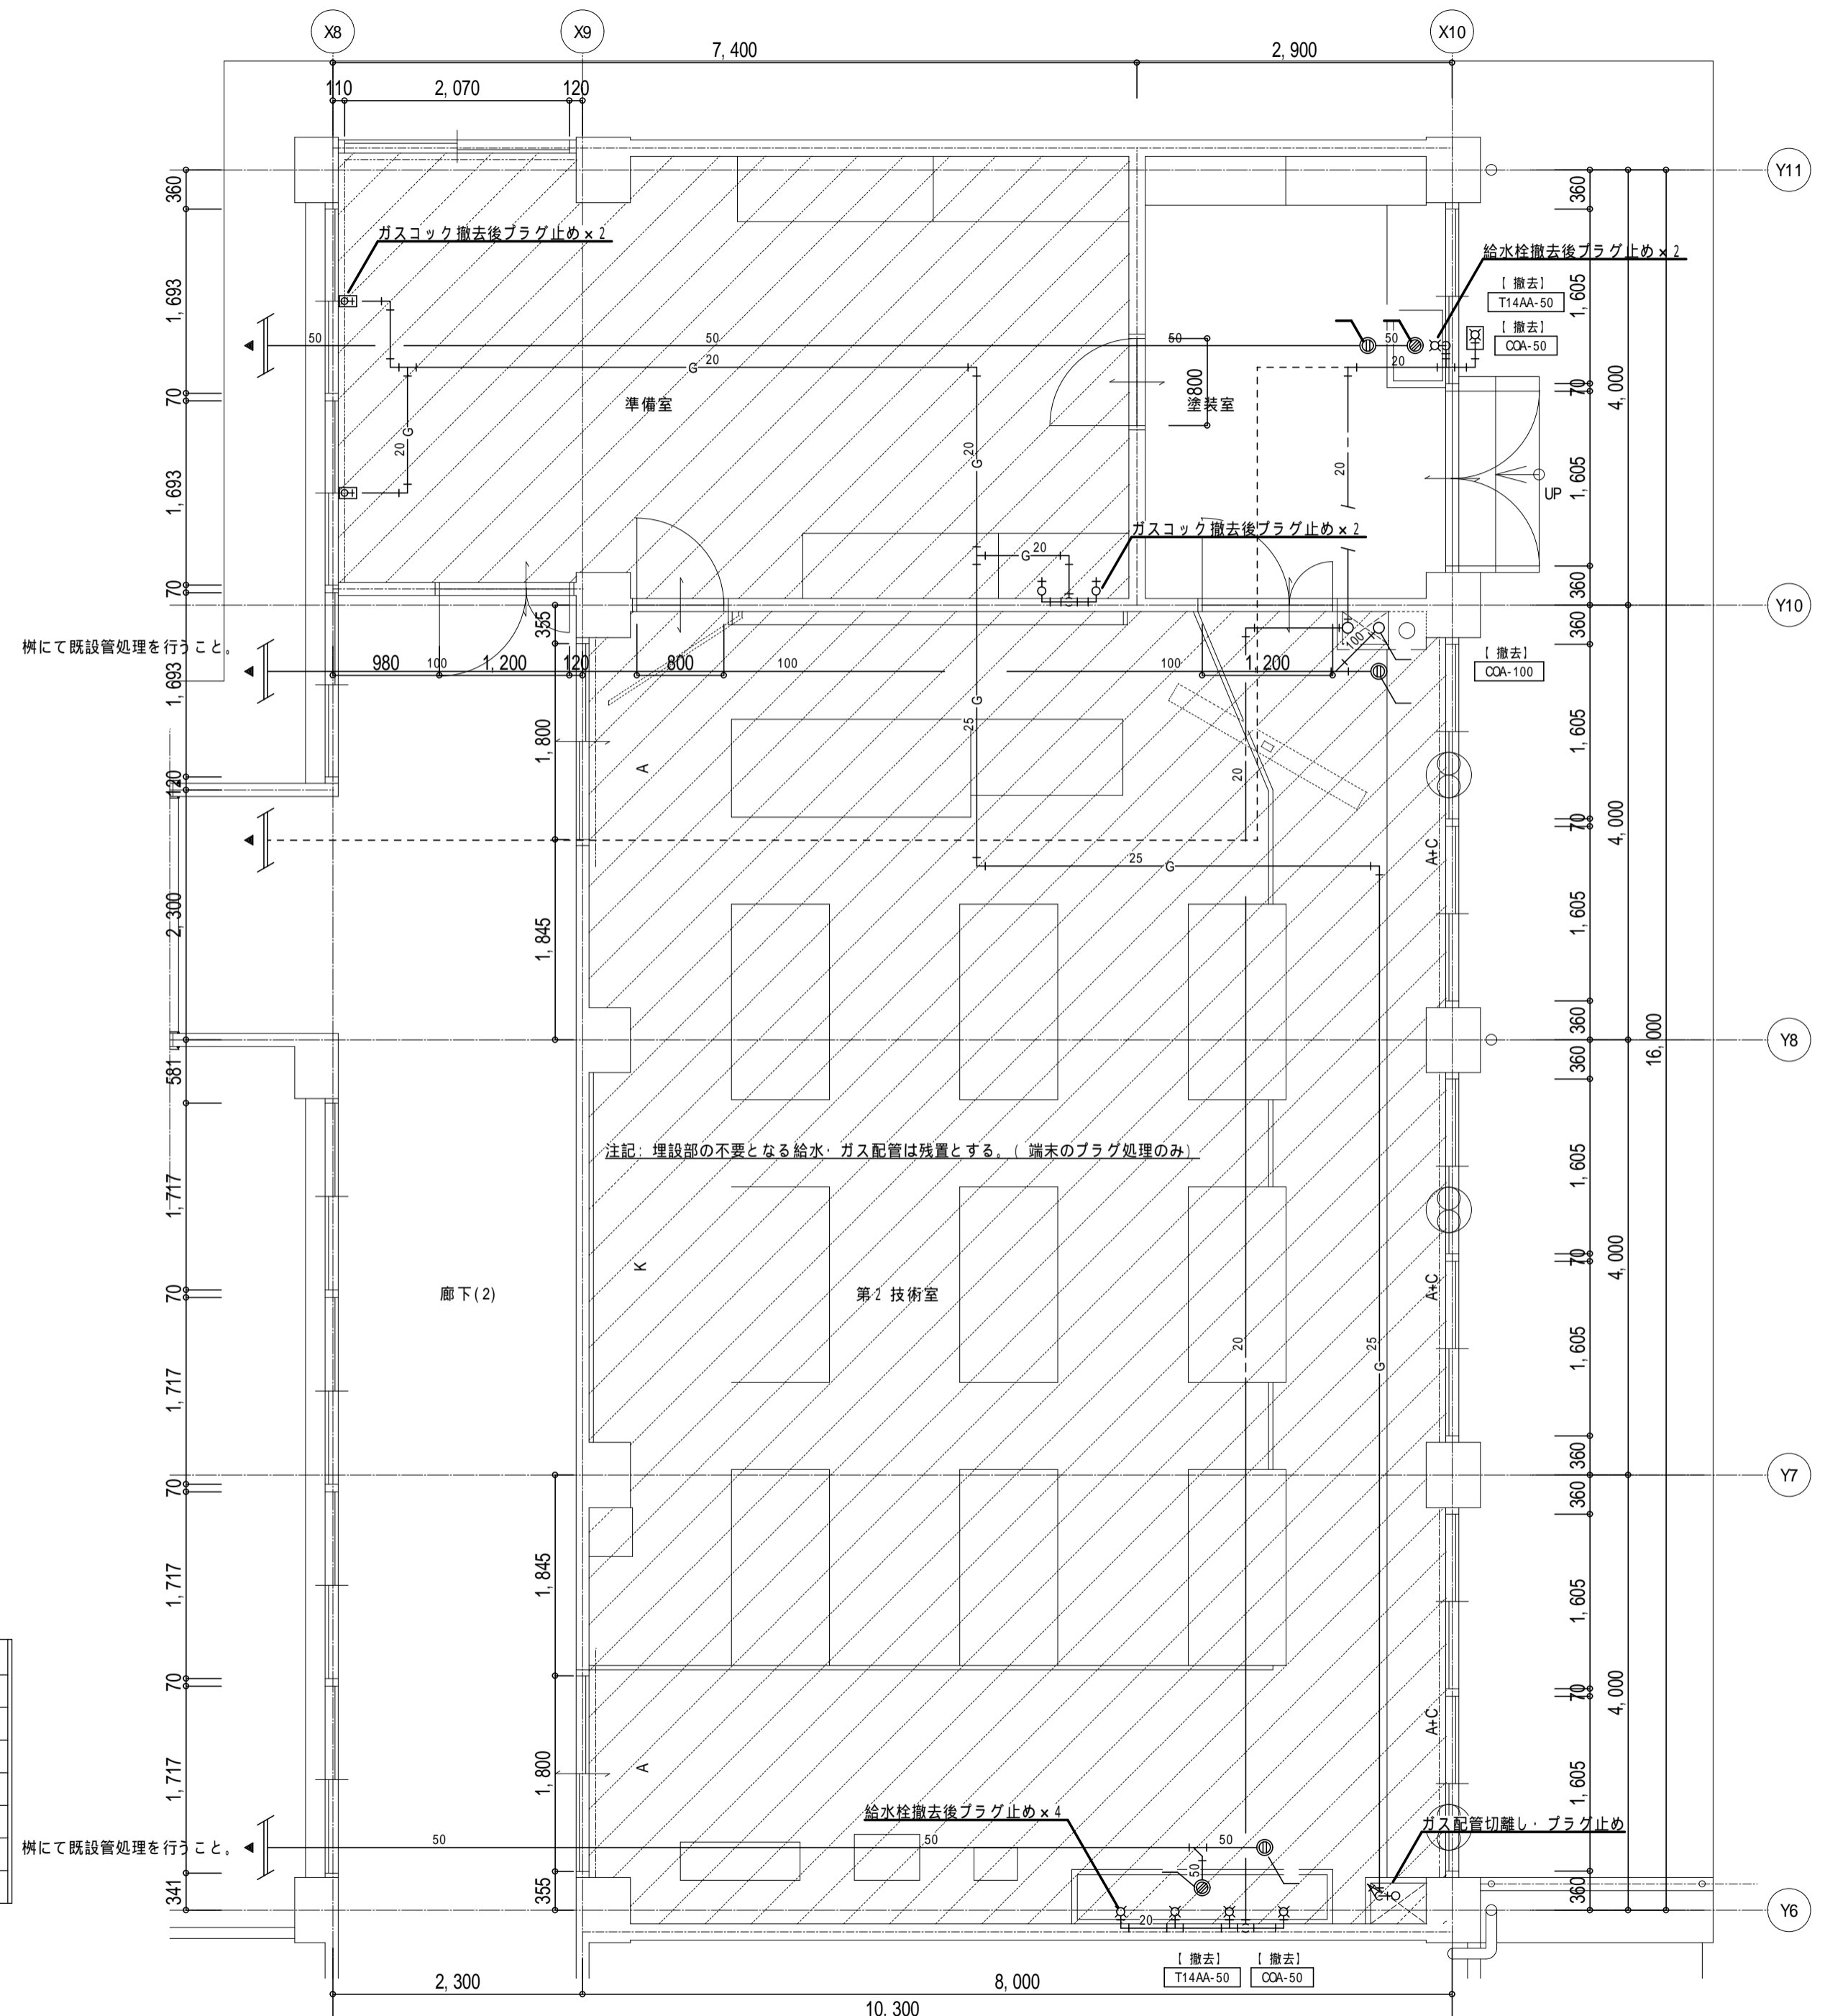 X8
X9
X10
7,400
2,900
110
2,070
120
Y11
360
360
ガスコック撤去後プラグ止め×2
給水栓撤去後プラグ止め×2
【撤去】
T14AA-50
【撤去】
COA-50
1,693
1,605
50
50
50
50
G
20
20
70
70
4,000
800
準備室
塗装室
G
20
20
G
20
1,693
1,605
UP
ガスコック撤去後プラグ止め×2
G
20
G
70
360
Y10
355
360
桝にて既設管処理を行うこと。
980
100
1,200
120
800
100
100
1,200
100
【撤去】
COA-100
1,693
G
25
1,800
1,605
A
20
120
70
4,000
A+C
25
G
2,300
1,845
1,605
360
Y8
16,000
581
360
注記:埋設部の不要となる給水・ガス配管は残置とする。(端末のプラグ処理のみ)
1,717
1,605
K
廊下(2)
第2技術室
70
70
4,000
A+C
20
25
G
1,717
1,605
360
Y7
70
360
1,717
1,845
1,605
70
70
4,000
A+C
1,717
1,800
A
1,605
給水栓撤去後プラグ止め×4
ガス配管切離し・プラグ止め
桝にて既設管処理を行うこと。
50
50
50
50
341
355
360
Y6
20
G
【撤去】
T14AA-50
【撤去】
COA-50
2,300
8,000
10,300